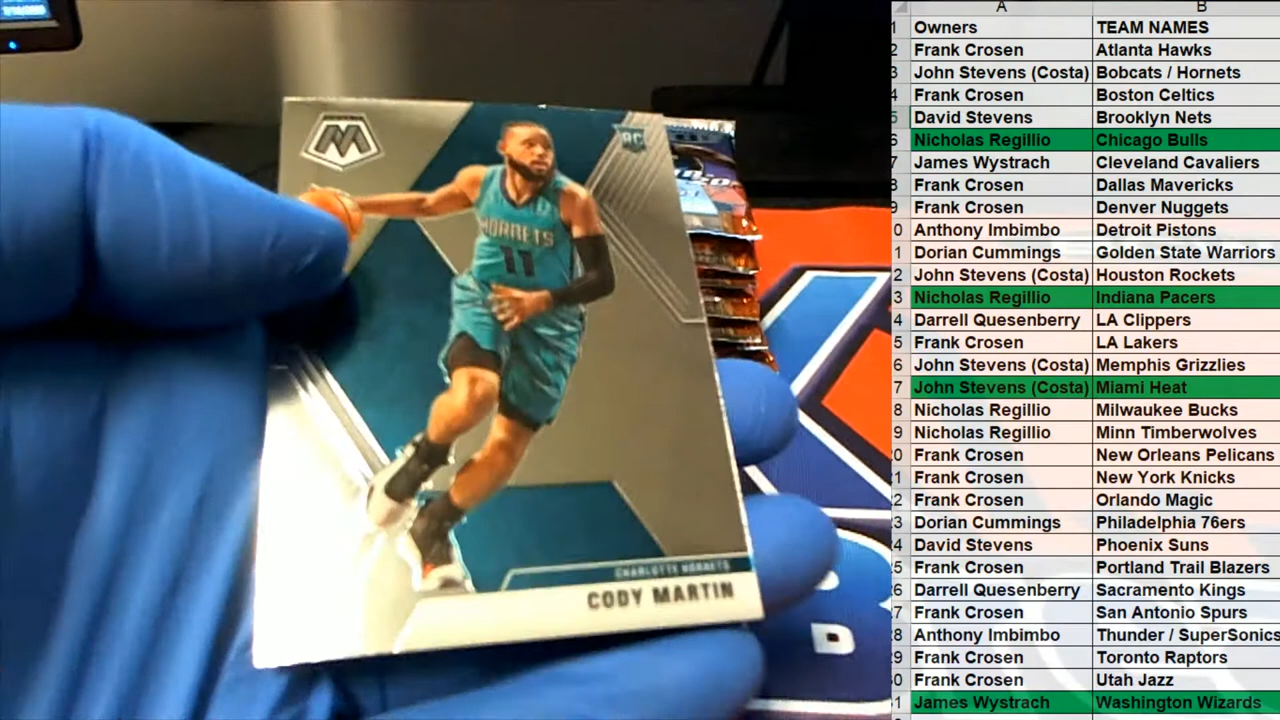 M
RC
HORNETS
11
CHARLOTTE HORNETS
CODY MARTIN
A B
Owners TEAM NAMES
2 Frank Crosen Atlanta Hawks
3 John Stevens (Costa) Bobcats / Hornets
4 Frank Crosen Boston Celtics
5 David Stevens Brooklyn Nets
6 Nicholas Regillio Chicago Bulls
7 James Wystrach Cleveland Cavaliers
8 Frank Crosen Dallas Mavericks
9 Frank Crosen Denver Nuggets
0 Anthony Imbimbo Detroit Pistons
1 Dorian Cummings Golden State Warriors
2 John Stevens (Costa) Houston Rockets
3 Nicholas Regillio Indiana Pacers
4 Darrell Quesenberry LA Clippers
5 Frank Crosen LA Lakers
6 John Stevens (Costa) Memphis Grizzlies
7 John Stevens (Costa) Miami Heat
8 Nicholas Regillio Milwaukee Bucks
9 Nicholas Regillio Minn Timberwolves
0 Frank Crosen New Orleans Pelicans
1 Frank Crosen New York Knicks
2 Frank Crosen Orlando Magic
3 Dorian Cummings Philadelphia 76ers
4 David Stevens Phoenix Suns
5 Frank Crosen Portland Trail Blazers
6 Darrell Quesenberry Sacramento Kings
7 Frank Crosen San Antonio Spurs
8 Anthony Imbimbo Thunder / SuperSonics
29 Frank Crosen Toronto Raptors
0 Frank Crosen Utah Jazz
1 James Wystrach Washington Wizards